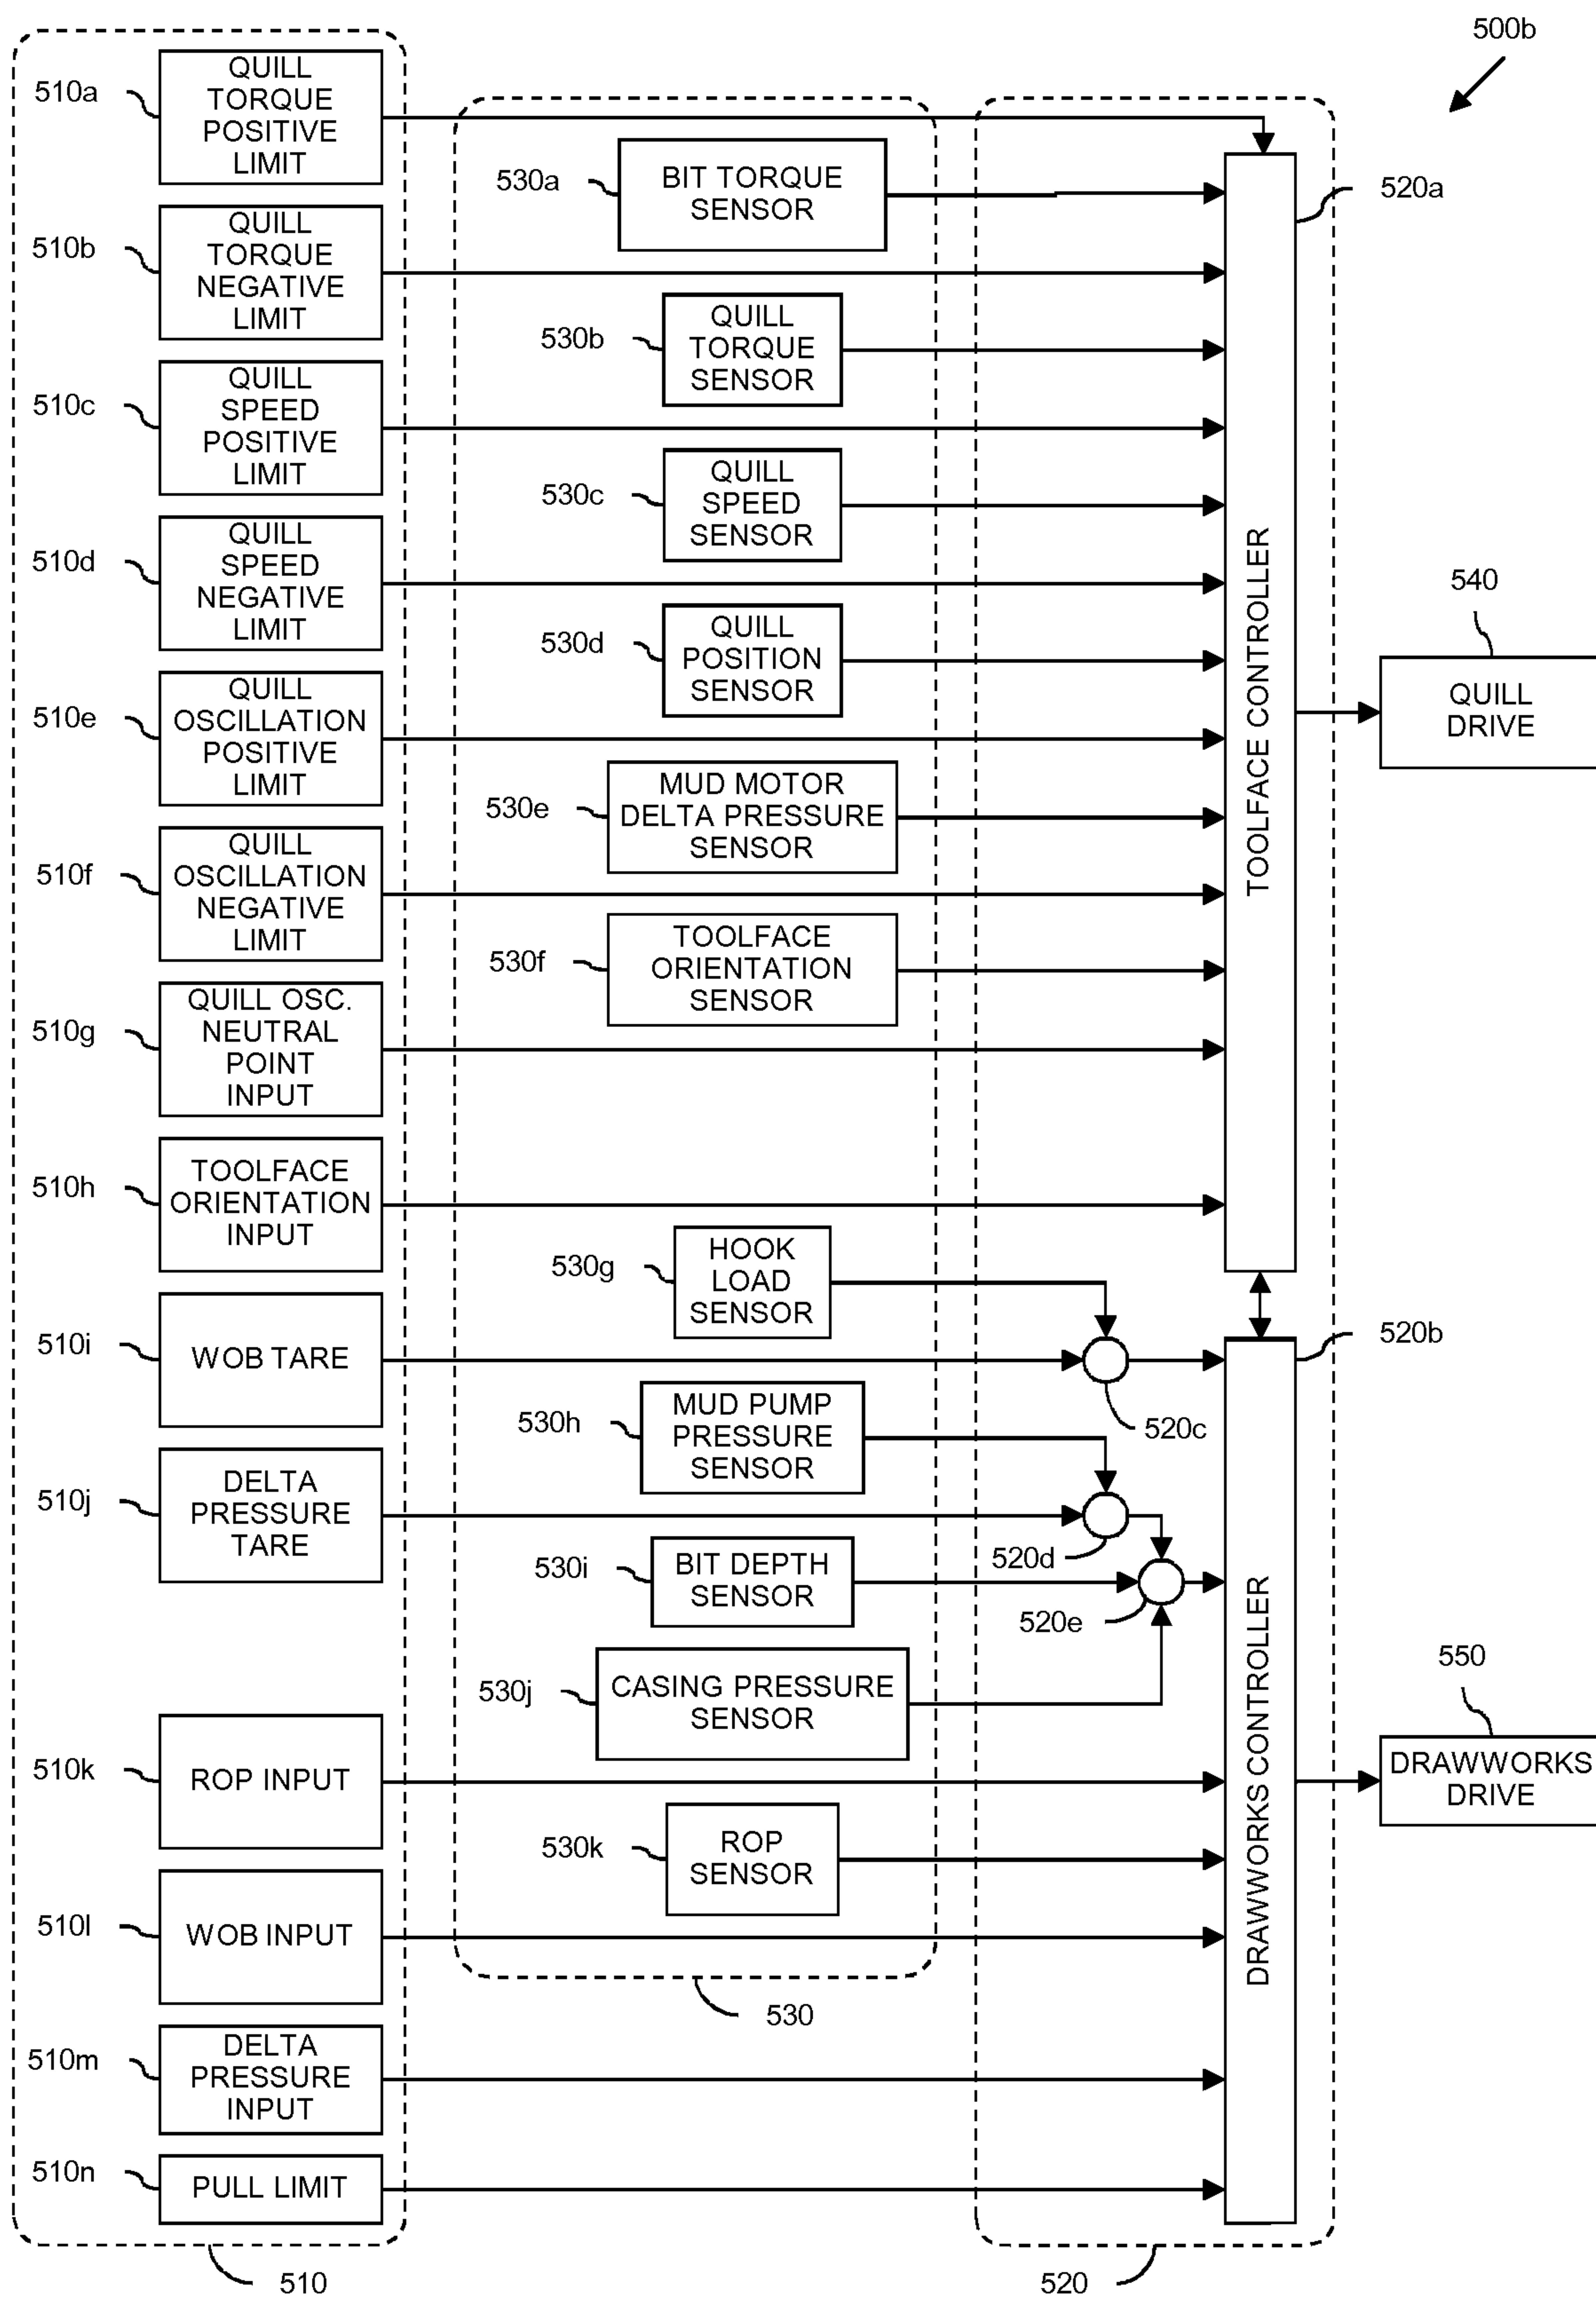 500b
510a
QUILL
TORQUE
POSITIVE
LIMIT
530a
BIT TORQUE
SENSOR
520a
510b
QUILL
TORQUE
NEGATIVE
LIMIT
530b
QUILL
TORQUE
SENSOR
510c
QUILL
SPEED
POSITIVE
LIMIT
530c
QUILL
SPEED
SENSOR
510d
QUILL
SPEED
NEGATIVE
LIMIT
530d
QUILL
POSITION
SENSOR
TOOLFACE CONTROLLER
540
QUILL
DRIVE
510e
QUILL
OSCILLATION
POSITIVE
LIMIT
530e
MUD MOTOR
DELTA PRESSURE
SENSOR
510f
QUILL
OSCILLATION
NEGATIVE
LIMIT
530f
TOOLFACE
ORIENTATION
SENSOR
510g
QUILL OSC.
NEUTRAL
POINT
INPUT
510h
TOOLFACE
ORIENTATION
INPUT
530g
HOOK
LOAD
SENSOR
510i
WOB TARE
520b
520c
530h
MUD PUMP
PRESSURE
SENSOR
510j
DELTA
PRESSURE
TARE
520d
530i
BIT DEPTH
SENSOR
520e
530j
CASING PRESSURE
SENSOR
DRAWWORKS CONTROLLER
550
DRAWWORKS
DRIVE
510k
ROP INPUT
530k
ROP
SENSOR
510l
WOB INPUT
530
510m
DELTA
PRESSURE
INPUT
510n
PULL LIMIT
510
520